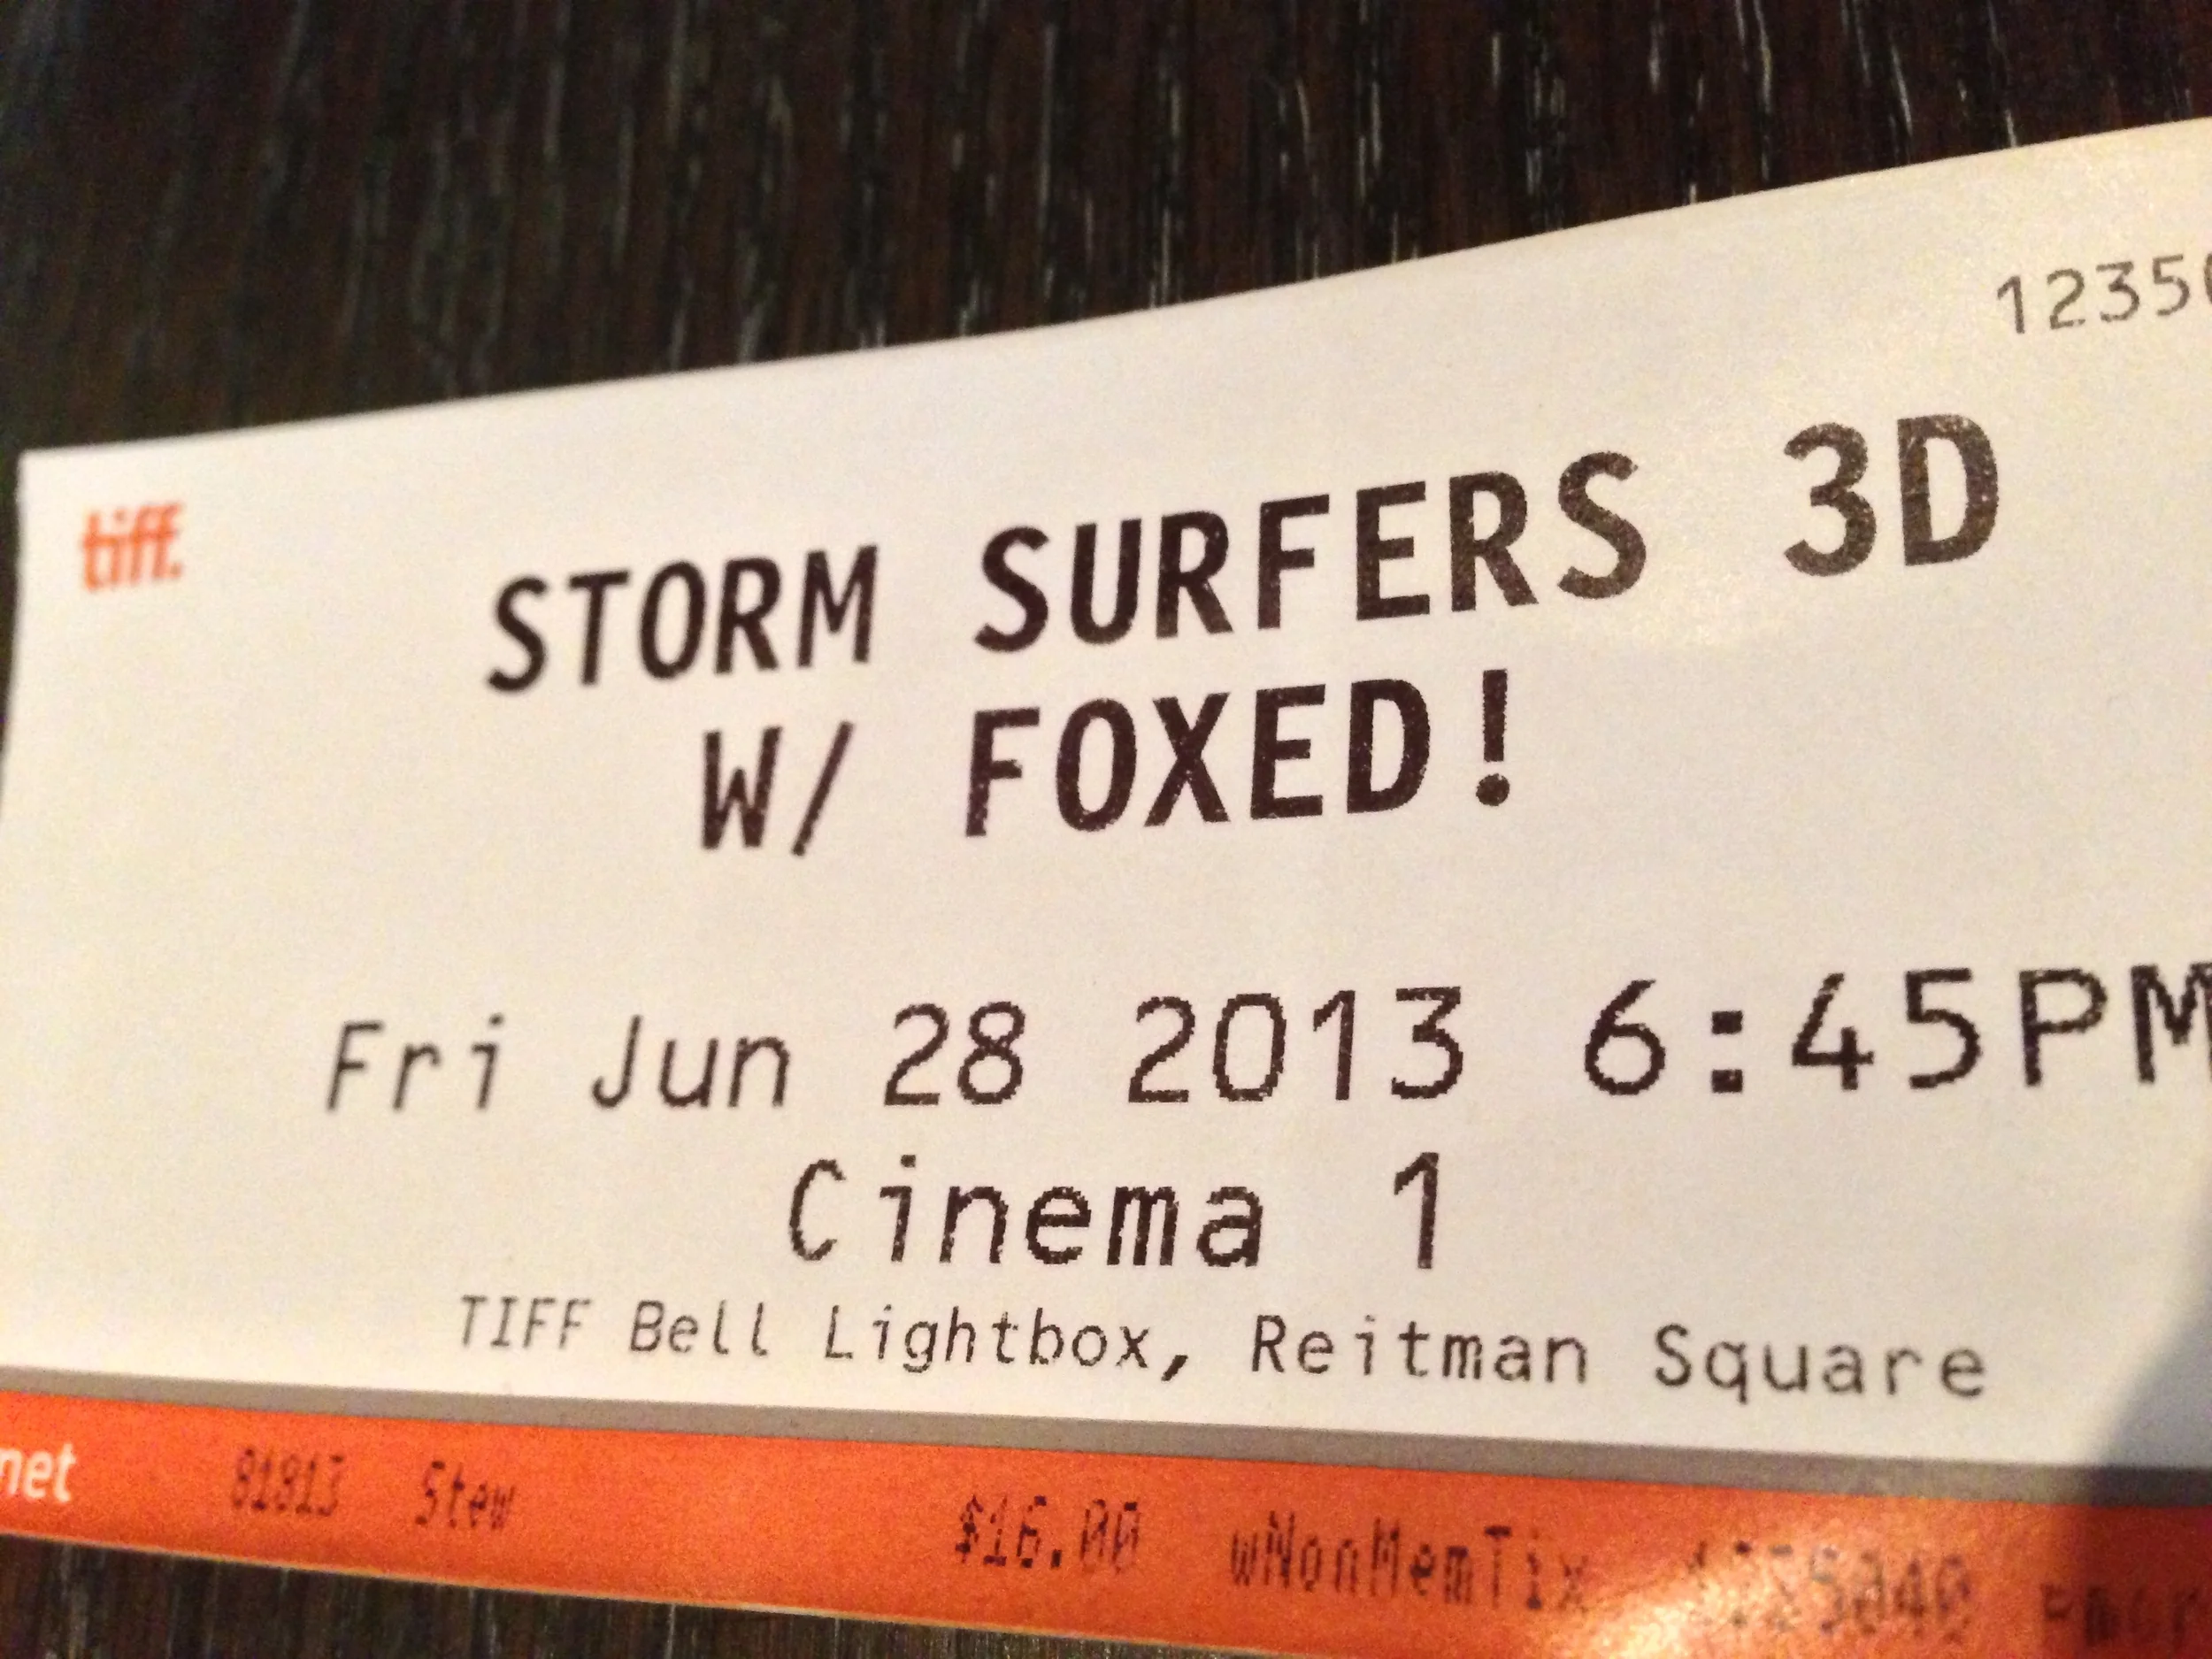 1235
tiff.
STORM SURFERS 3D
W/ FOXED!
Fri Jun 28 2013 6:45PM
Cinema 1
TIFF Bell Lightbox, Reitman Square
net 81813 Stew $16.00 wNonMemTix